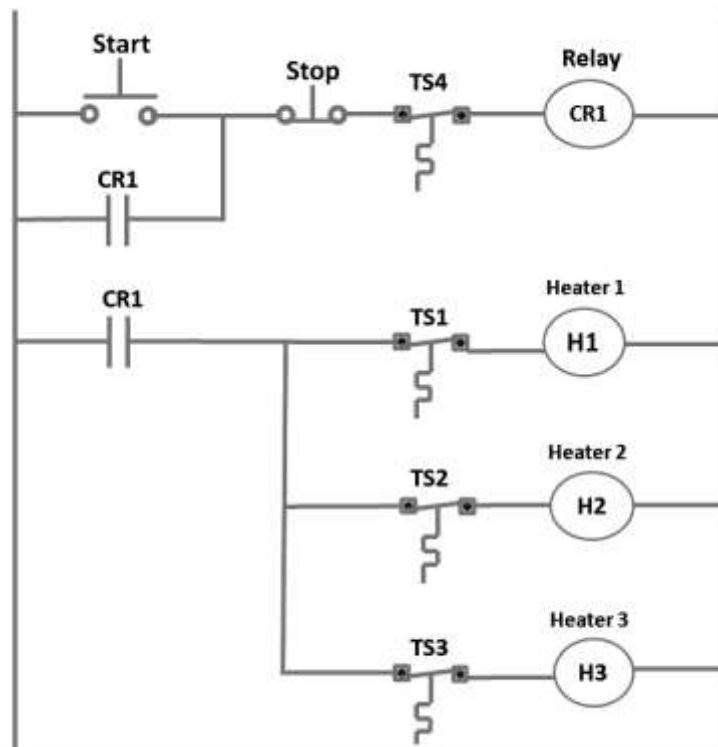 Start
Stop
TS4
Relay
CR1
CR1
CR1
TS1
Heater 1
H1
TS2
Heater 2
H2
TS3
Heater 3
H3